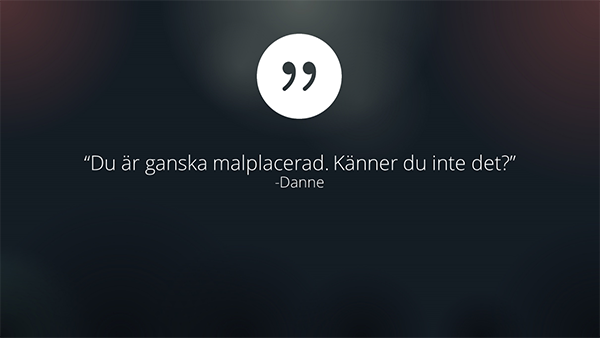 “Du är ganska malplacerad. Känner du inte det?”
-Danne